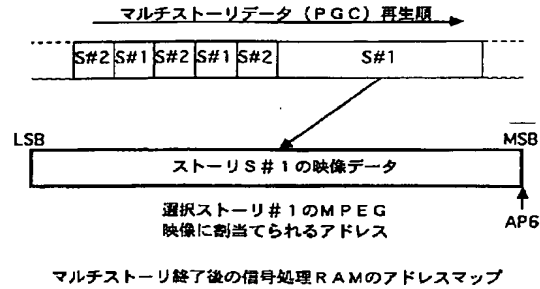 マルチストーリデータ（ＰＧＣ）再生順
S#2 S#1 S#2 S#1 S#2 S#1
LSB MSB
ストーリＳ＃１の映像データ
選択ストーリ＃１のＭＰＥＧ
映像に割当てられるアドレス
AP6
マルチストーリ終了後の信号処理ＲＡＭのアドレスマップ